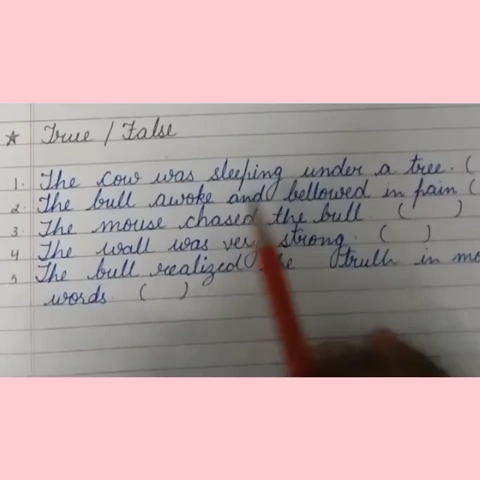 * True / False
1. The cow was sleeping under a tree. (
2. The bull awoke and bellowed in pain (
3. The mouse chased the bull. ( )
4 The wall was very strong. ( )
5 The bull realized the truth in
words. ( )